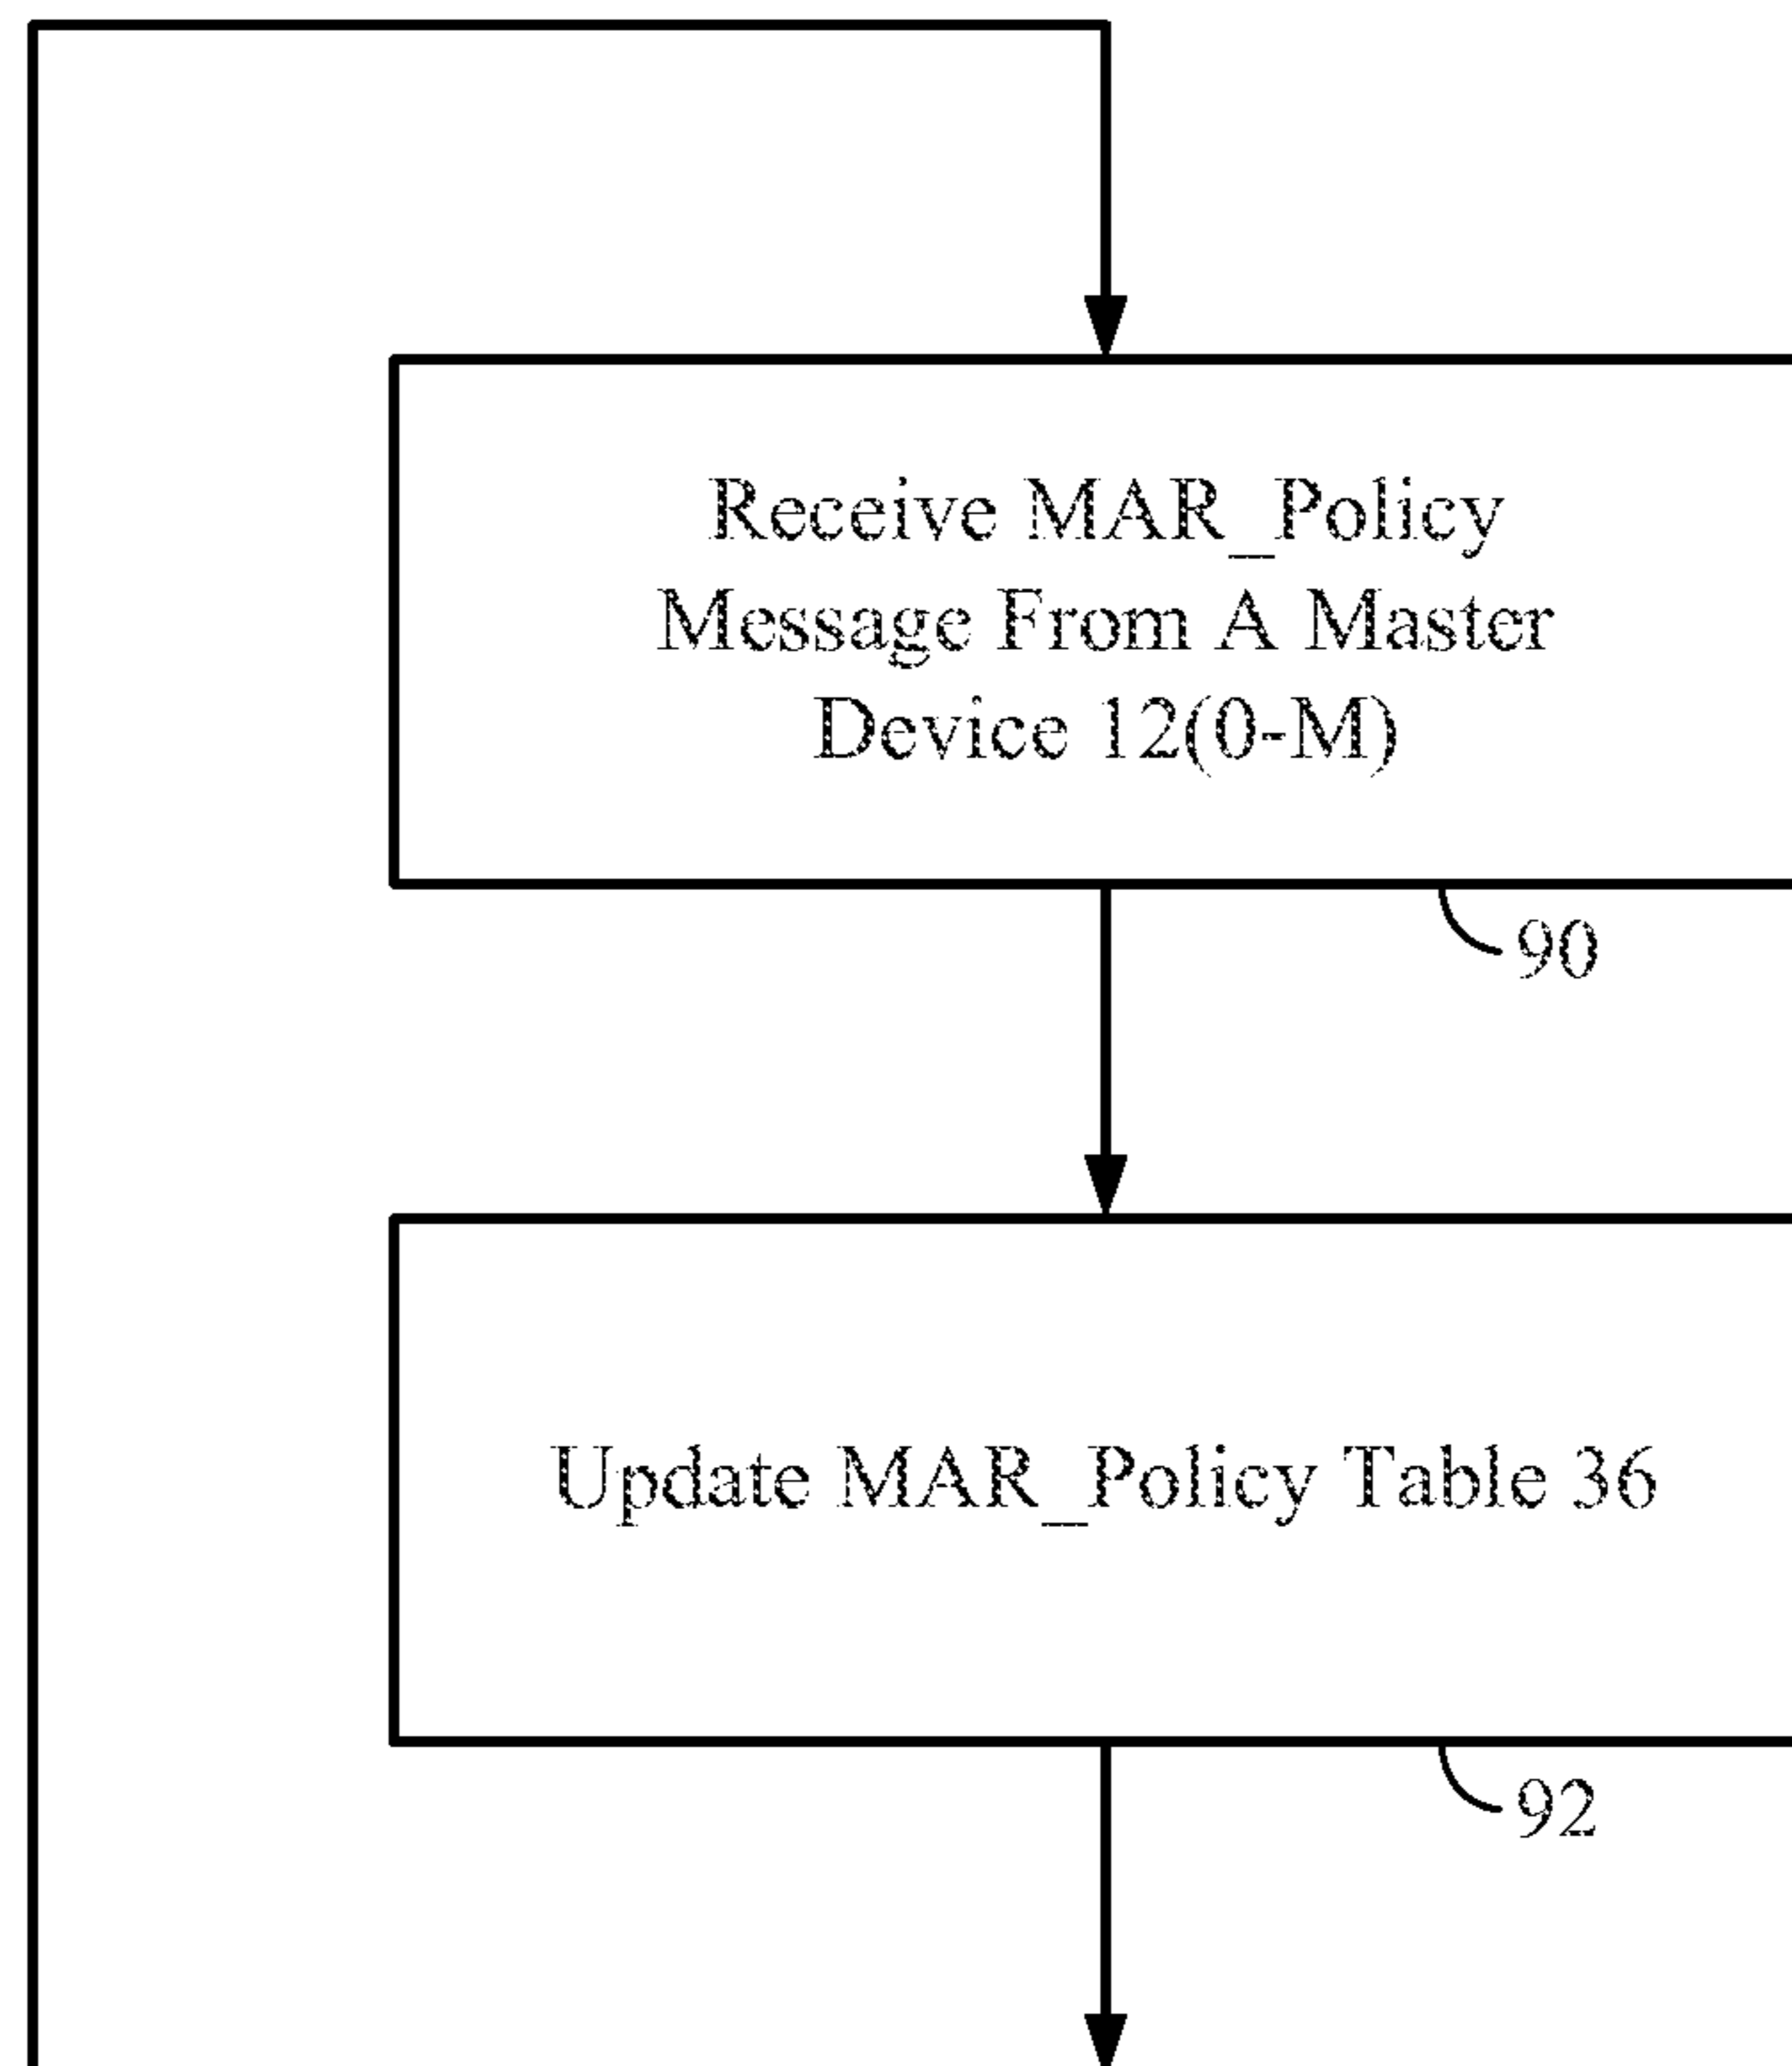 Receive MAR_Policy
Message From A Master
Device 12(0-M)
90
Update MAR_Policy Table 36
92